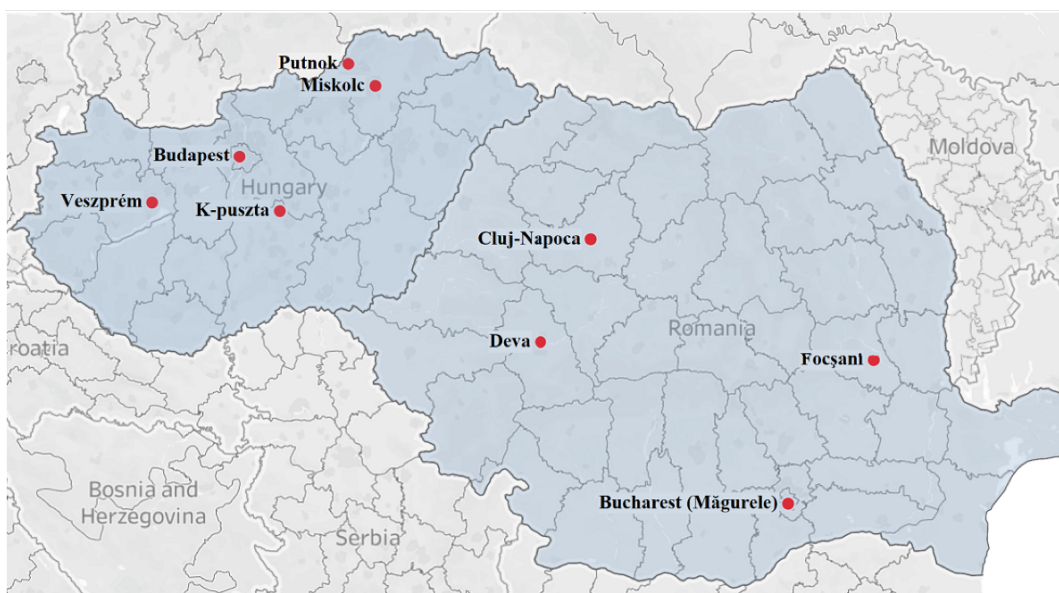 Putnok
Miskolc
Moldova
Budapest
Hungary
Veszprém
K-puszta
Cluj-Napoca
Romania
Deva
roatia
Focşani
Bosnia and
Herzegovina
Bucharest (Măgurele)
Serbia